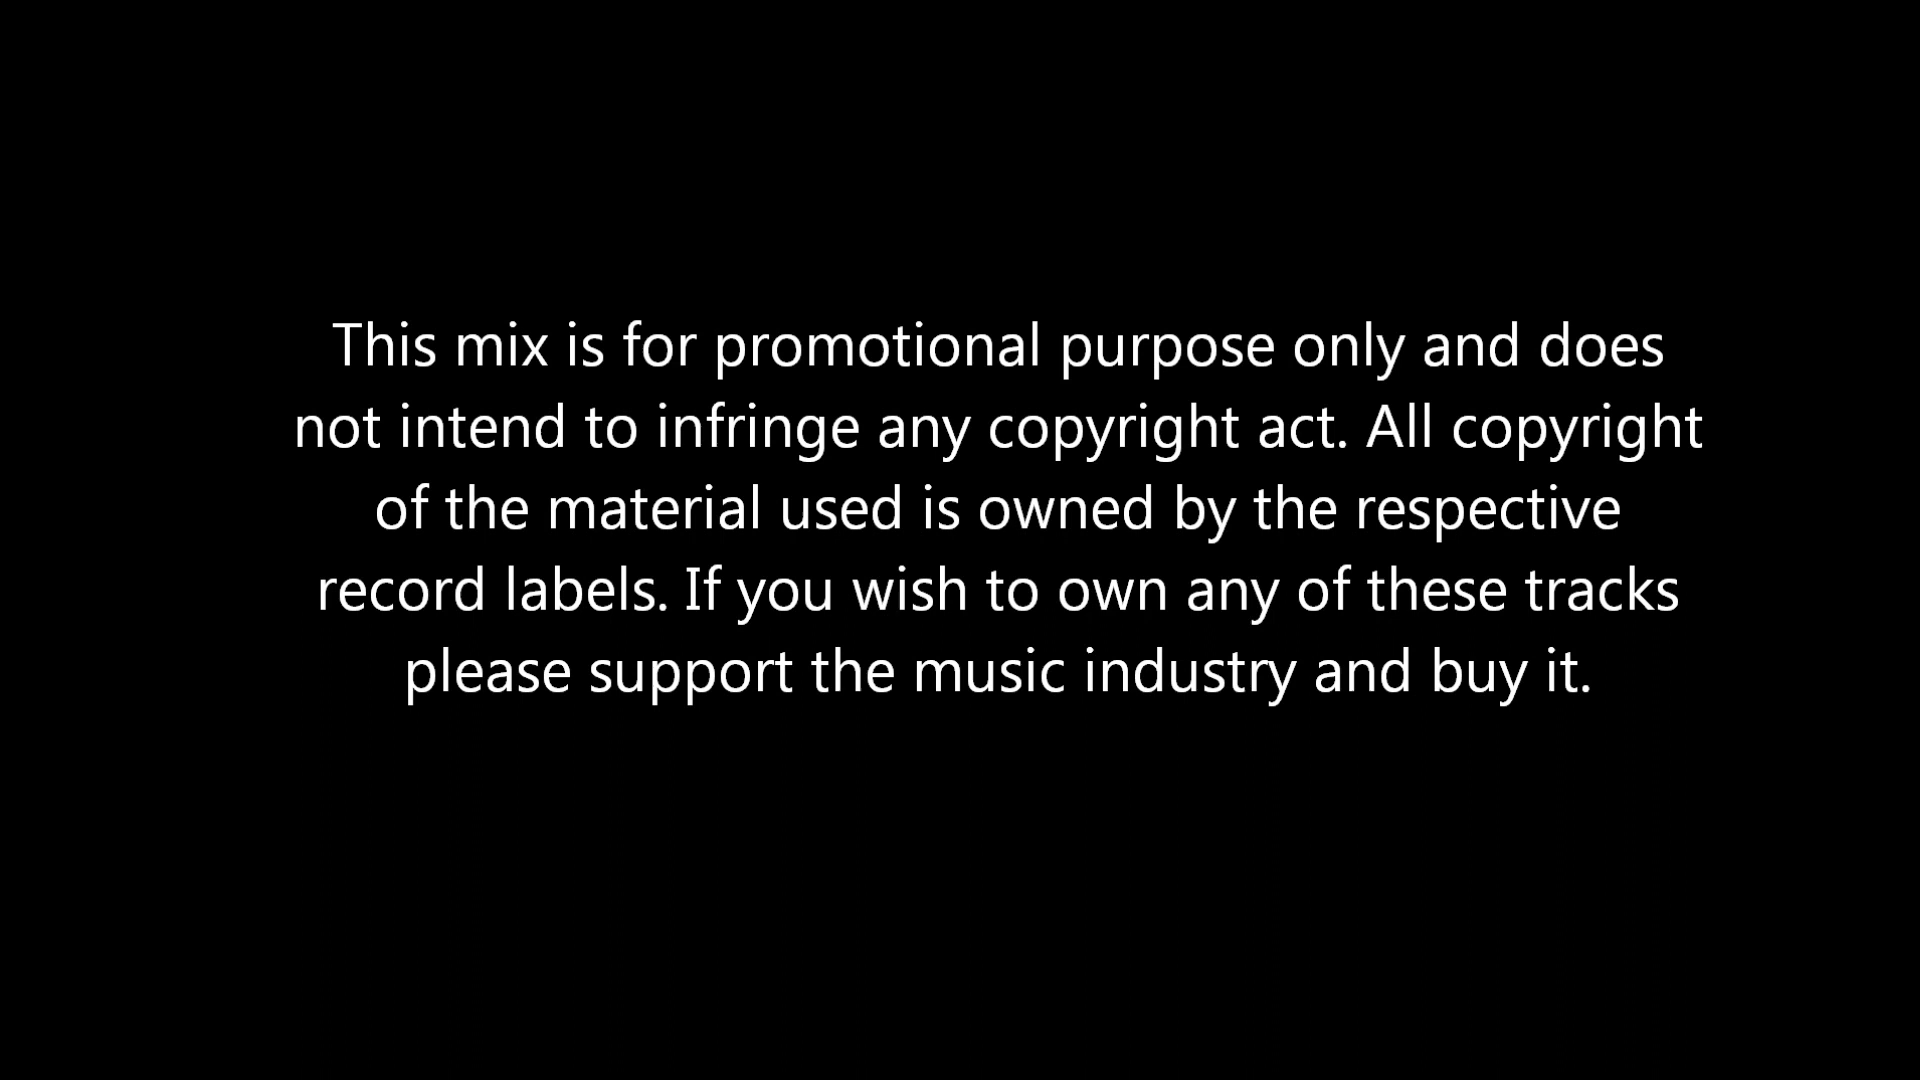 This mix is for promotional purpose only and does
not intend to infringe any copyright act. All copyright
of the material used is owned by the respective
record labels. If you wish to own any of these tracks
please support the music industry and buy it.